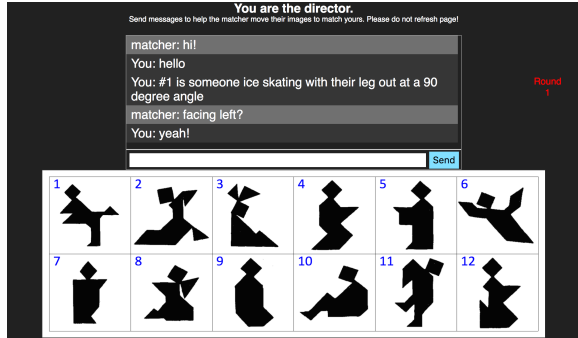 You are the director.
Send messages to help the matcher move their images to match yours. Please do not refresh page!
matcher: hi!
You: hello
You: #1 is someone ice skating with their leg out at a 90
degree angle
matcher: facing left?
You: yeah!
Round
1
Send
1 2 3 4 5 6
7 8 9 10 11 12